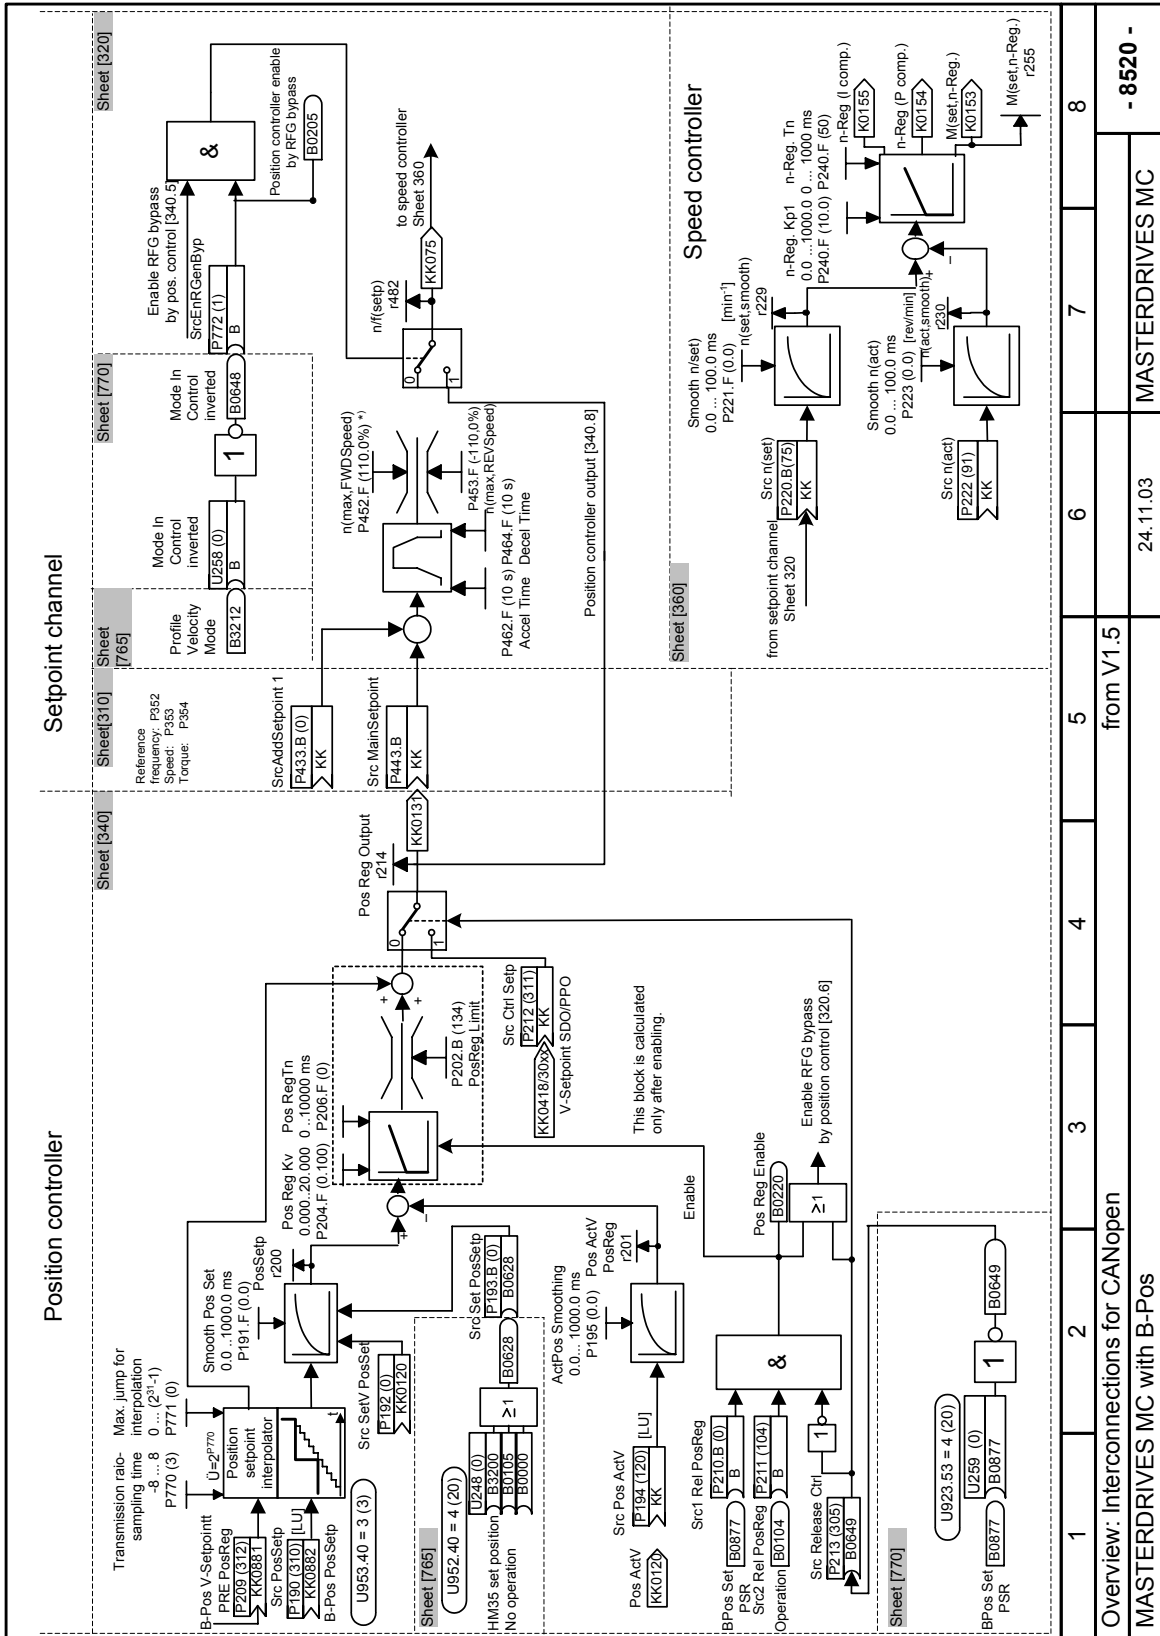 Position controller
Setpoint channel
Sheet [340]
Sheet[310]
Sheet
[765]
Sheet [770]
Sheet [320]
Transmission raio-
sampling time
-8 ... 8
P770 (3)
Max. jump for
interpolation
0 ... (2³¹-1)
P771 (0)
Ü=2ᴾ⁷⁷⁰
Position
setpoint
interpolator
t
B-Pos V-Setpointt
PRE PosReg
P209 (312)
KK0881
Src PosSetp
P190 (310)
[LU]
KK0882
B-Pos PosSetp
U953.40 = 3 (3)
Smooth Pos Set
0.0 ..1000.0 ms
P191.F (0.0)
PosSetp
r200
Src SetV PosSet
P192 (0)
KK0120
Src Set PosSetp
P193.B (0)
B0628
Sheet [765]
U952.40 = 4 (20)
U248 (0)
B3200
B0105
B0000
HM35 set position
No operation
≥1
B0628
Pos Reg Kv
0.000..20.000
P204.F (0.100)
Pos RegTn
0 ..10000 ms
P206.F (0)
+
–
P202.B (134)
PosReg Limit
+
+
Src Ctrl Setp
P212 (311)
KK
KK0418/30xx
V-Setpoint SDO/PPO
0
1
Pos Reg Output
r214
KK0131
This block is calculated
only after enabling.
ActPos Smoothing
0.0... 1000.0 ms
P195 (0.0)
Pos ActV
PosReg
r201
Src Pos ActV
P194 (120)
[LU]
KK
Pos ActV
KK0120
Enable
Src1 Rel PosReg
P210.B (0)
B
BPos Set
PSR
B0877
Src2 Rel PosReg
P211 (104)
B
Operation
B0104
&
1
Src Release Ctrl
P213 (305)
B0649
Pos Reg Enable
B0220
≥1
Enable RFG bypass
by position control [320.6]
Sheet [770]
U923.53 = 4 (20)
U259 (0)
B0877
BPos Set
PSR
B0877
1
B0649
Reference
frequency: P352
Speed: P353
Torque: P354
SrcAddSetpoint 1
P433.B (0)
KK
Src MainSetpoint
P443.B
KK
Profile
Velocity
Mode
B3212
Mode In
Control
inverted
U258 (0)
B
1
Mode In
Control
inverted
B0648
P772 (1)
B
SrcEnRGenByp
Enable RFG bypass
by pos. control [340.5]
&
Position controller enable
by RFG bypass
B0205
P462.F (10 s)
Accel Time
P464.F (10 s)
Decel Time
n(max,FWDSpeed)
P452.F (110.0%) *)
P453.F (-110,0%)
n(max,REVSpeed)
0
1
n/f(setp)
r482
KK075
to speed controller
Sheet 360
Position controller output [340.8]
Sheet [360]
Speed controller
from setpoint channel
Sheet 320
Src n(set)
P220.B(75)
KK
Smooth n/set)
0.0 ... 100.0 ms
P221.F (0.0)
[min⁻¹]
n(set,smooth)
r229
Src n(act)
P222 (91)
KK
Smooth n(act)
0.0 ... 100.0 ms
P223 (0.0)
[rev/min]
n(act,smooth)
r230
+
–
n-Reg. Kp1
0.0 ... 1000.0
P240.F (10.0)
n-Reg. Tn
0 ... 1000 ms
P240.F (50)
n-Reg (I comp.)
K0155
n-Reg (P comp.)
K0154
M(set,n-Reg.)
K0153
M(set,n-Reg.)
r255
1
2
3
4
5
6
7
8
Overview: Interconnections for CANopen
from V1.5
MASTERDRIVES MC with B-Pos
24.11.03
MASTERDRIVES MC
- 8520 -